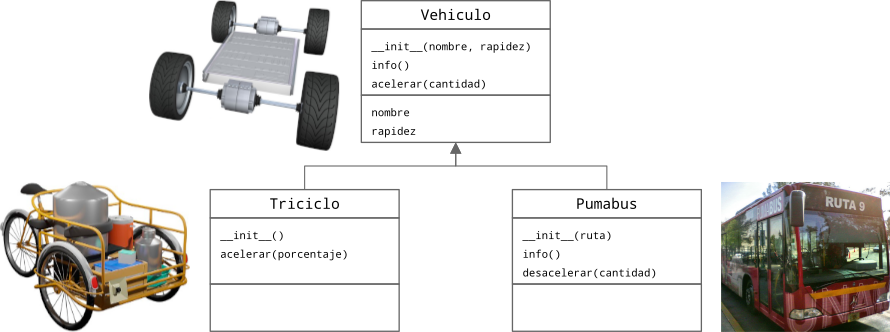 Vehiculo
__init__(nombre, rapidez)
info()
acelerar(cantidad)
nombre
rapidez
Triciclo
__init__()
acelerar(porcentaje)
Pumabus
__init__(ruta)
info()
desacelerar(cantidad)
RUTA 9